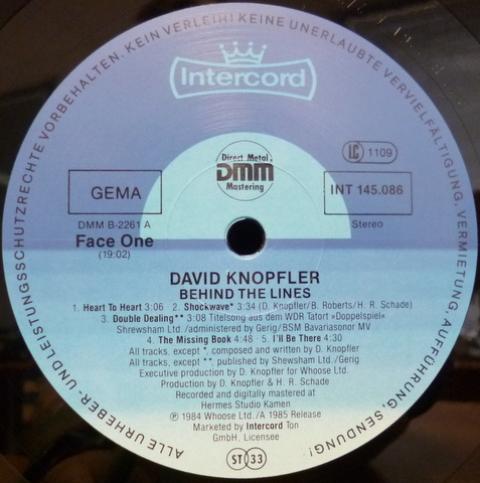 ALLE URHEBER- UND LEISTUNGSSCHUTZRECHTE VORBEHALTEN. KEIN VERLEIH! KEINE UNERLAUBTE VERVIELFÄLTIGUNG, VERMIETUNG, AUFFÜHRUNG, SENDUNG!
Intercord
LC 1109
Direct Metal
DMM
Mastering
GEMA
INT 145.086
DMM B-2261 A
Stereo
Face One
(19:02)
DAVID KNOPFLER
BEHIND THE LINES
1. Heart To Heart 3:06 2. Shockwave* 3:34 (D. Knopfler/B. Roberts/H. R. Schade)
3. Double Dealing** 3:08 Titelsong aus dem WDR Tatort »Doppelspiel«
Shrewsham Ltd./administered by Gerig/BSM Bavariasonor MV
4. The Missing Book 4:48 · 5. I'll Be There 4:30
All tracks, except *, composed and written by D. Knopfler
All tracks, except **, published by Shewsham Ltd./Gerig
Executive production by D. Knopfler for Whoose Ltd.
Production by D. Knopfler & H. R. Schade
Recorded and digitally mastered at
Hermes Studio Kamen
℗ 1984 Whoose Ltd./A 1985 Release
Marketed by Intercord Ton
GmbH. Licensee
ST 33